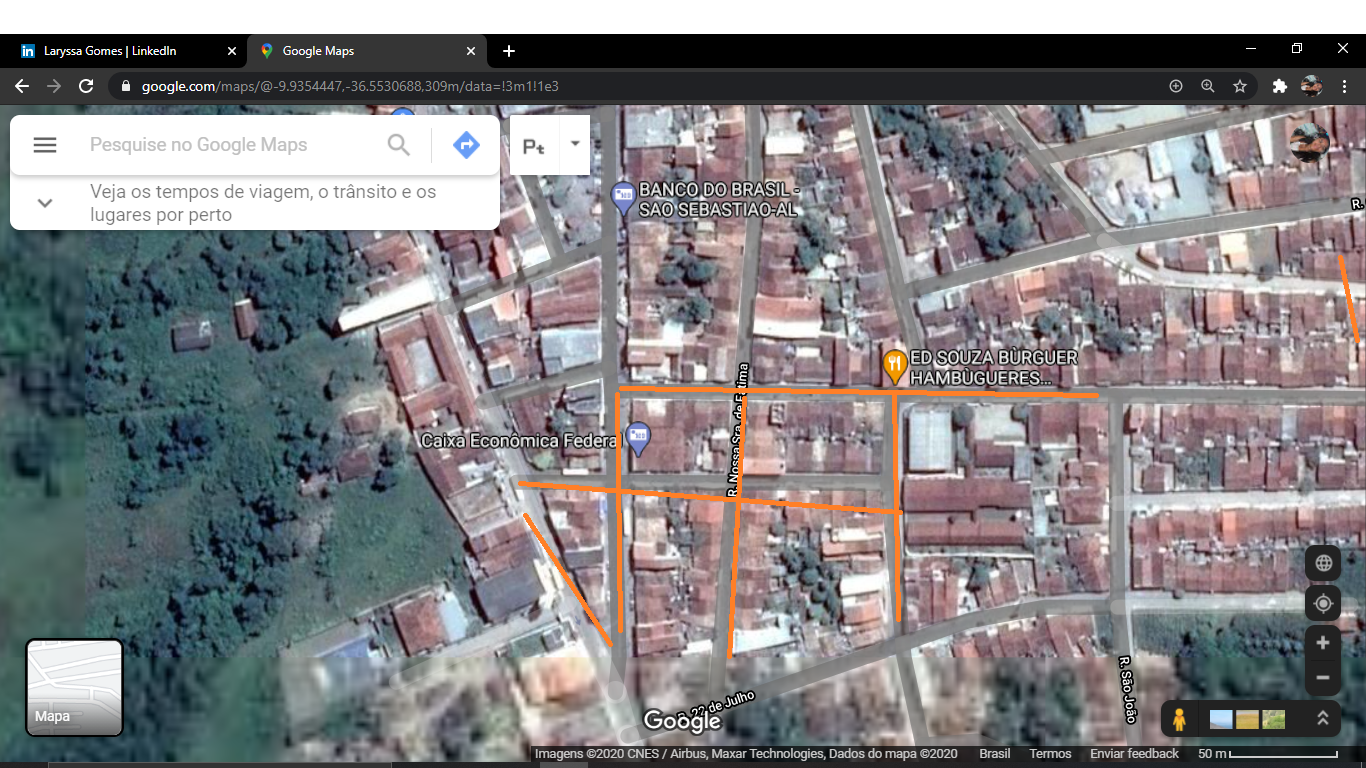 Laryssa Gomes | LinkedIn
Google Maps
google.com/maps/@-9.9354447,-36.5530688,309m/data=!3m1!1e3
Pesquise no Google Maps
Veja os tempos de viagem, o trânsito e os
lugares por perto
BANCO DO BRASIL -
SAO SEBASTIAO-AL
R.
ED SOUZA BÙRGUER
HAMBÙGUERES...
R. Nossa Sra. de Fátima
Caixa Econômica Federal
R. São João
22 de Julho
Mapa
Google
Imagens ©2020 CNES / Airbus, Maxar Technologies, Dados do mapa ©2020 Brasil Termos Enviar feedback 50 m